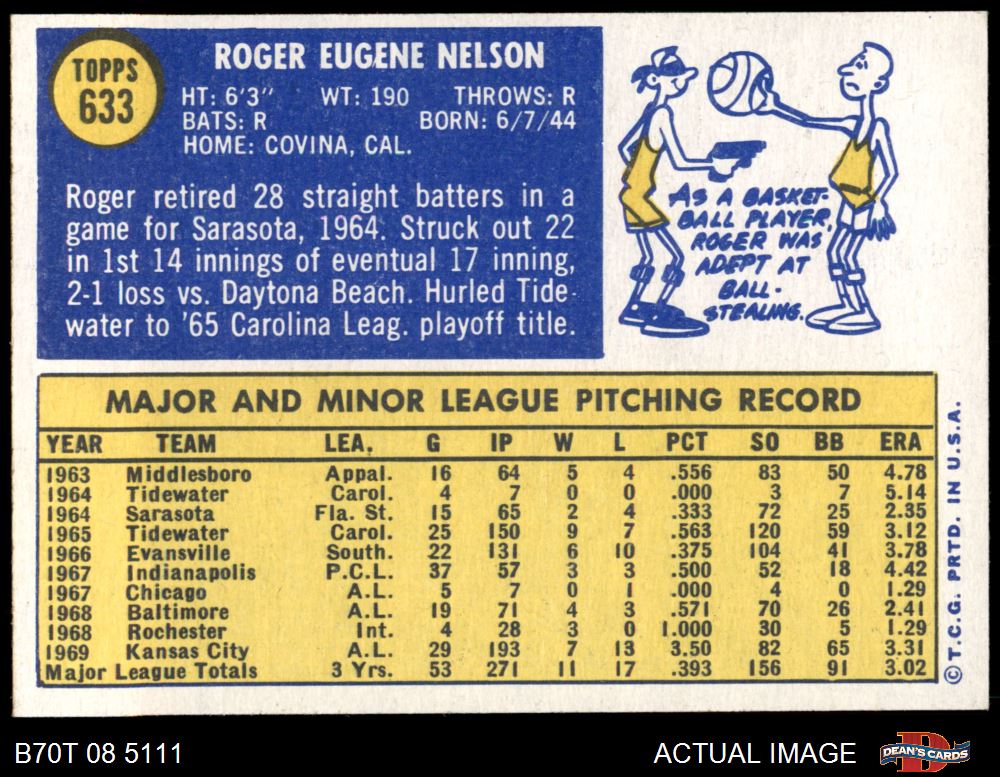 TOPPS
633
ROGER EUGENE NELSON
HT: 6'3" WT: 190 THROWS: R
BATS: R BORN: 6/7/44
HOME: COVINA, CAL.
Roger retired 28 straight batters in a
game for Sarasota, 1964. Struck out 22
in 1st 14 innings of eventual 17 inning,
2-1 loss vs. Daytona Beach. Hurled Tide-
water to '65 Carolina Leag. playoff title.
AS A BASKET-
BALL PLAYER,
ROGER WAS
ADEPT AT
BALL-
STEALING.
MAJOR AND MINOR LEAGUE PITCHING RECORD
YEAR TEAM LEA. G IP W L PCT SO BB ERA
1963 Middlesboro Appal. 16 64 5 4 .556 83 50 4.78
1964 Tidewater Carol. 4 7 0 0 .000 3 7 5.14
1964 Sarasota Fla. St. 15 65 2 4 .333 72 25 2.35
1965 Tidewater Carol. 25 150 9 7 .563 120 59 3.12
1966 Evansville South. 22 131 6 10 .375 104 41 3.78
1967 Indianapolis P.C.L. 37 57 3 3 .500 52 18 4.42
1967 Chicago A.L. 5 7 0 1 .000 4 0 1.29
1968 Baltimore A.L. 19 71 4 3 .571 70 26 2.41
1968 Rochester Int. 4 28 3 0 1.000 30 5 1.29
1969 Kansas City A.L. 29 193 7 13 3.50 82 65 3.31
Major League Totals 3 Yrs. 53 271 11 17 .393 156 91 3.02
© T.C.G. PRTD. IN U.S.A.
B70T 08 5111 ACTUAL IMAGE
D
DEAN'S CARDS